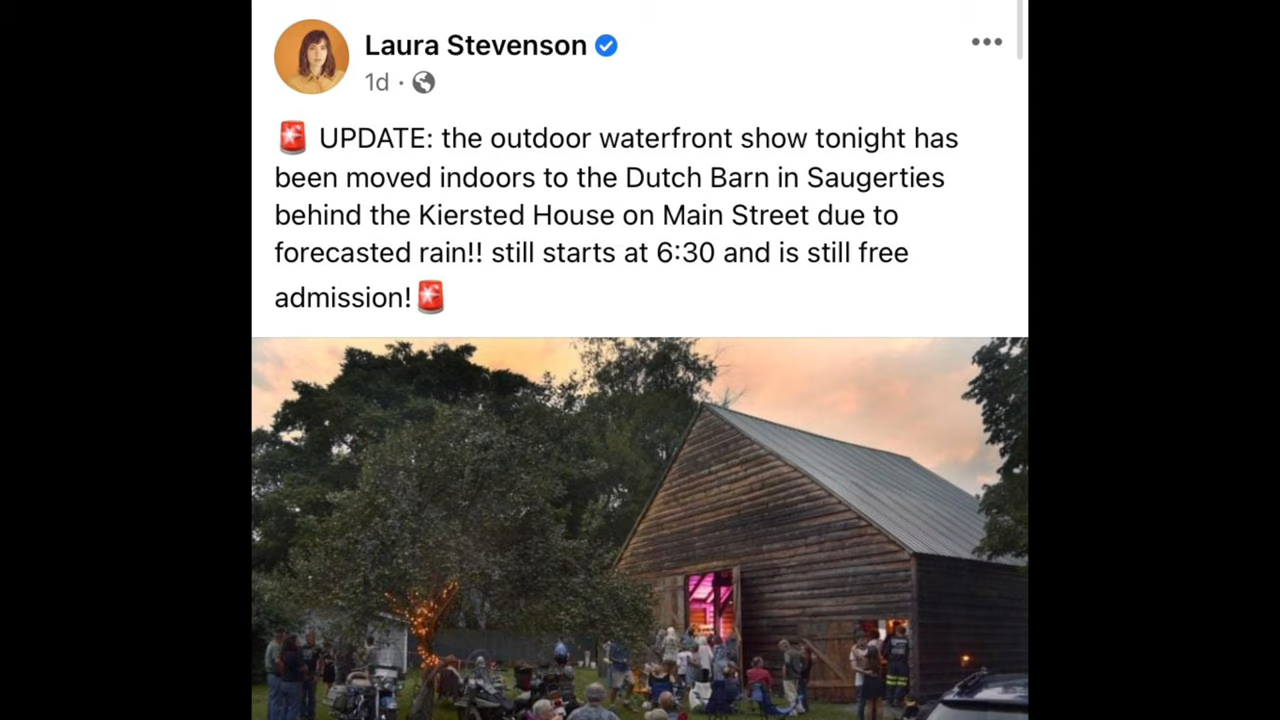 Laura Stevenson
1d ·
🚨 UPDATE: the outdoor waterfront show tonight has
been moved indoors to the Dutch Barn in Saugerties
behind the Kiersted House on Main Street due to
forecasted rain!! still starts at 6:30 and is still free
admission!🚨